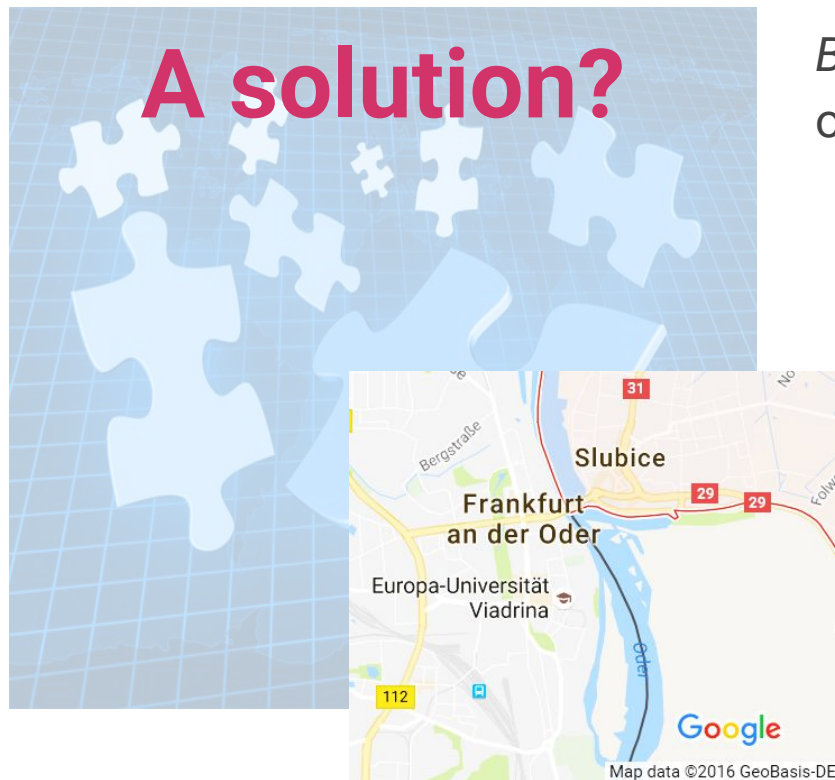 A solution?
31
Bergstraße
Slubice
29
29
Frankfurt
an der Oder
Europa-Universität
Viadrina
Oder
112
Google
Map data ©2016 GeoBasis-DE